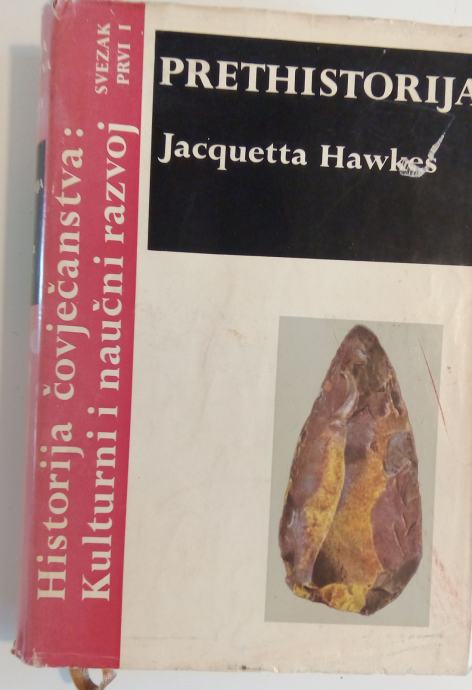 Historija čovječanstva:
Kulturni i naučni razvoj
SVEZAK
PRVI I
PRETHISTORIJA
Jacquetta Hawkes